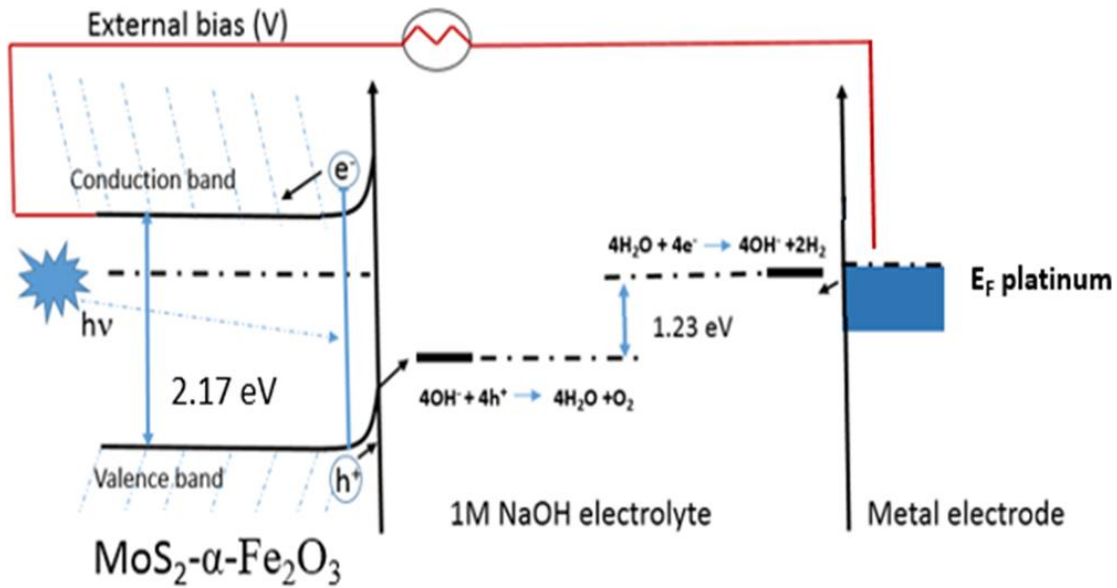 External bias (V)
e⁻
Conduction band
4H₂O + 4e⁻ → 4OH⁻ +2H₂
E_F platinum
hν
1.23 eV
2.17 eV
4OH⁻+ 4h⁺ → 4H₂O +O₂
Valence band
h⁺
1M NaOH electrolyte
Metal electrode
MoS₂-α-Fe₂O₃